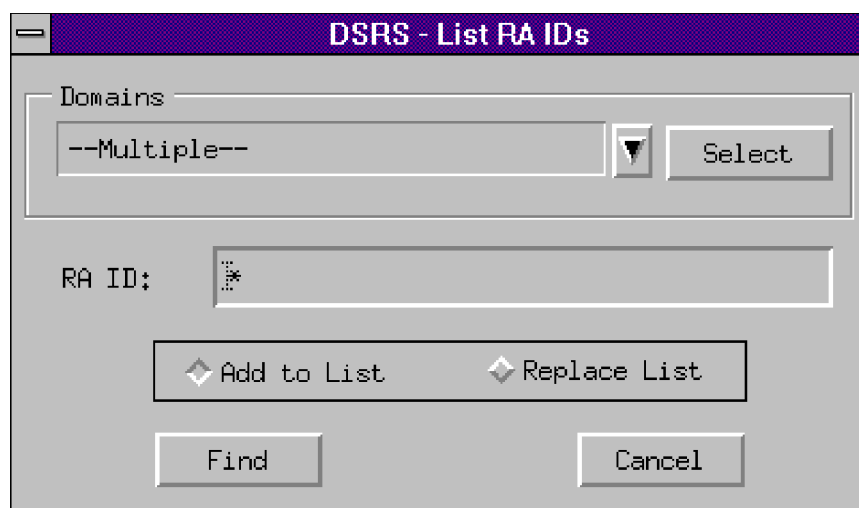 DSRS - List RA IDs
Domains
--Multiple--
Select
RA ID: *
Add to List Replace List
Find Cancel